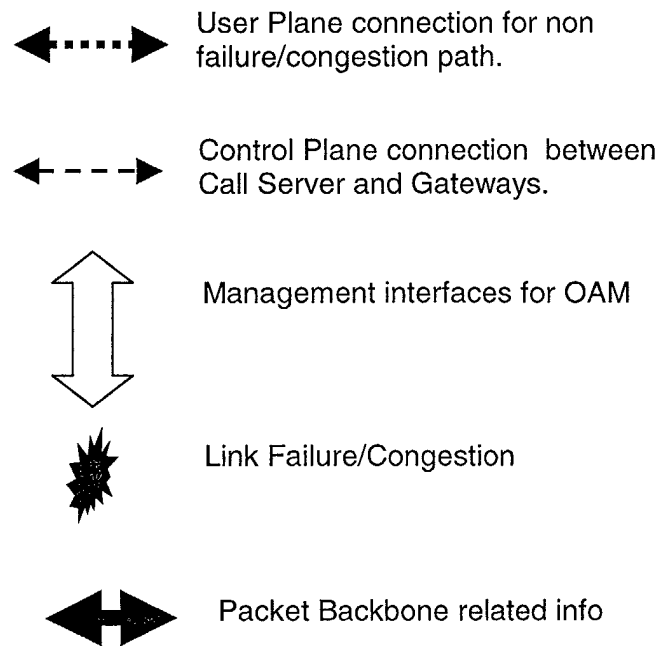 User Plane connection for non
failure/congestion path.
Control Plane connection between
Call Server and Gateways.
Management interfaces for OAM
Link Failure/Congestion
Packet Backbone related info